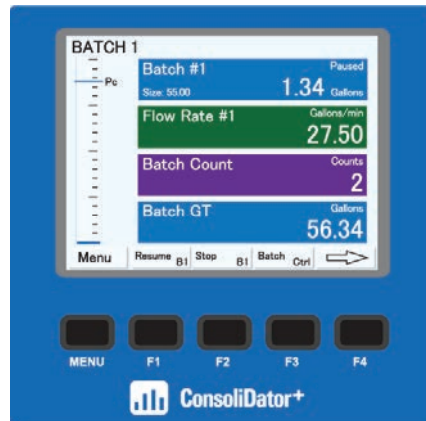 BATCH 1
Pc
Batch #1 Paused
Size: 55.00 1.34 Gallons
Flow Rate #1 Gallons/min
27.50
Batch Count Counts
2
Batch GT Gallons
56.34
Menu Resume B1 Stop B1 Batch Ctrl
MENU F1 F2 F3 F4
ConsoliDator+